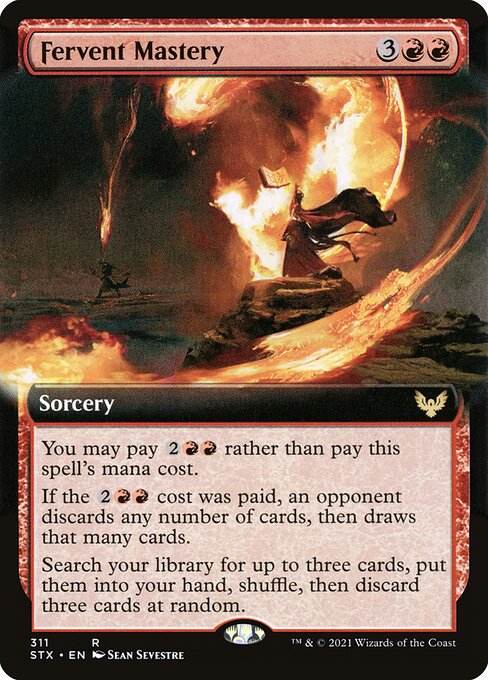 Fervent Mastery 3
Sorcery
You may pay 2 rather than pay this
spell's mana cost.
If the 2 cost was paid, an opponent
discards any number of cards, then draws
that many cards.
Search your library for up to three cards, put
them into your hand, shuffle, then discard
three cards at random.
311 R
STX • EN Sean Sevestre
™ & © 2021 Wizards of the Coast